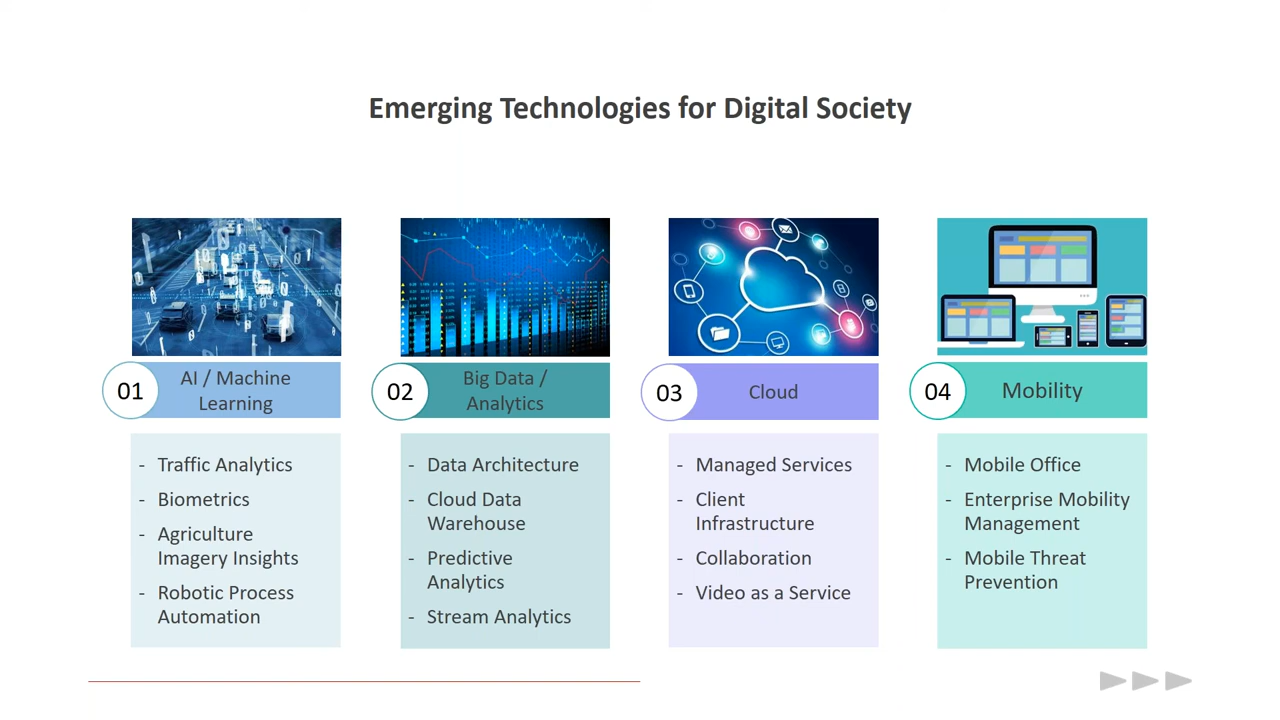 Emerging Technologies for Digital Society
01
AI / Machine
Learning
- Traffic Analytics
- Biometrics
- Agriculture
Imagery Insights
- Robotic Process
Automation
02
Big Data /
Analytics
- Data Architecture
- Cloud Data
Warehouse
- Predictive
Analytics
- Stream Analytics
03
Cloud
- Managed Services
- Client
Infrastructure
- Collaboration
- Video as a Service
04
Mobility
- Mobile Office
- Enterprise Mobility
Management
- Mobile Threat
Prevention